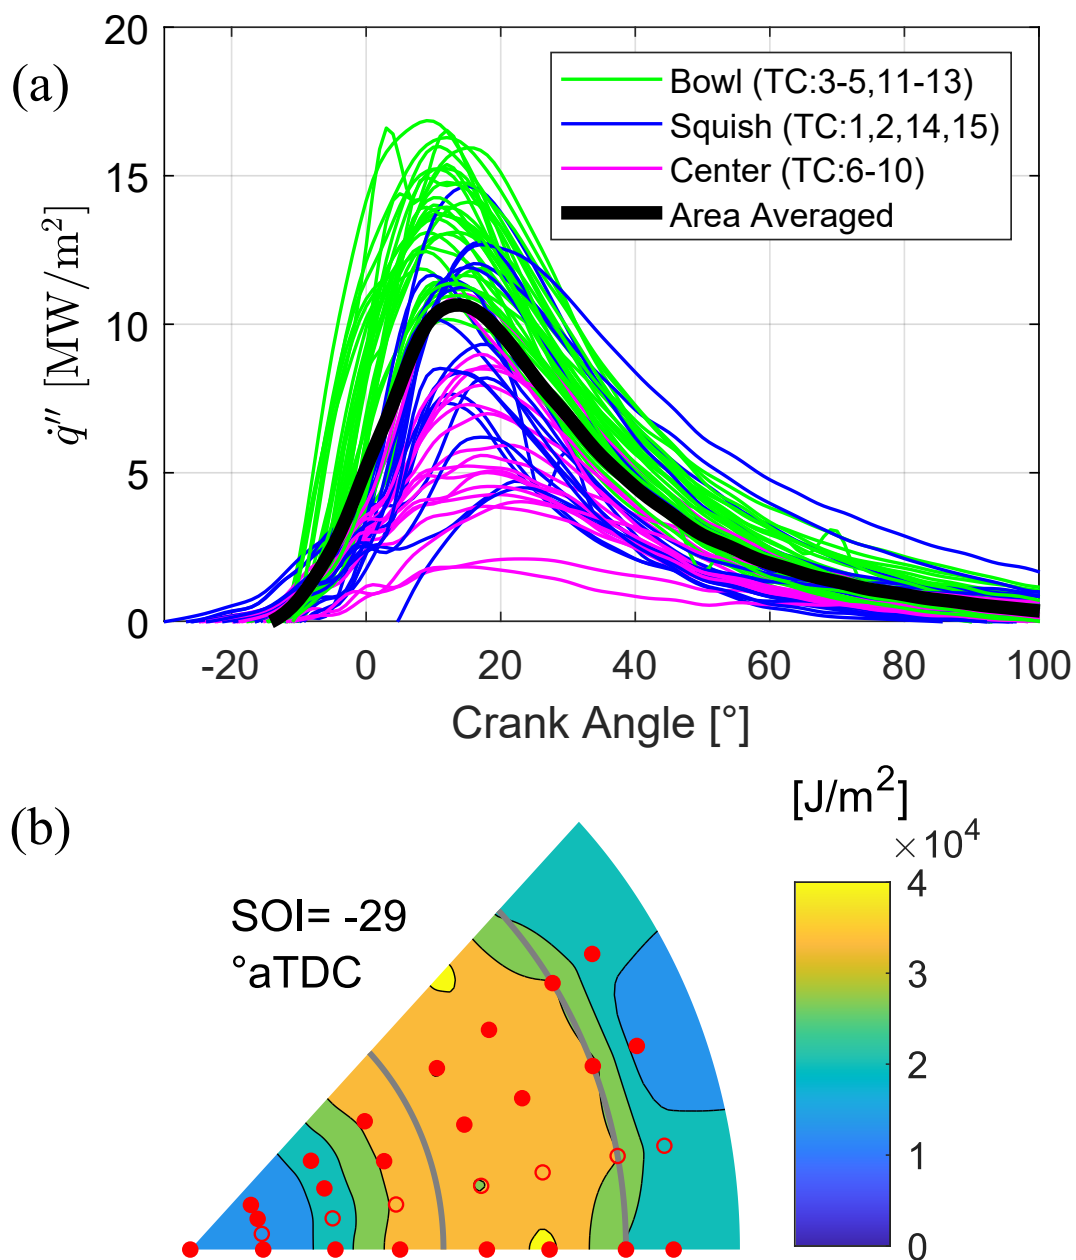 (a)
20
15
10
5
0
q̇″ [MW/m²]
Bowl (TC:3-5,11-13)
Squish (TC:1,2,14,15)
Center (TC:6-10)
Area Averaged
-20 0 20 40 60 80 100
Crank Angle [°]
(b)
SOI= -29
°aTDC
[J/m²]
×10⁴
4
3
2
1
0